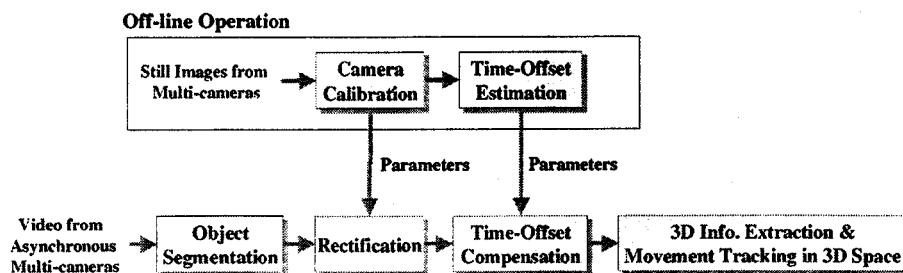 Off-line Operation
Still Images from
Multi-cameras
Camera
Calibration
Time-Offset
Estimation
Parameters
Parameters
Video from
Asynchronous
Multi-cameras
Object
Segmentation
Rectification
Time-Offset
Compensation
3D Info. Extraction &
Movement Tracking in 3D Space